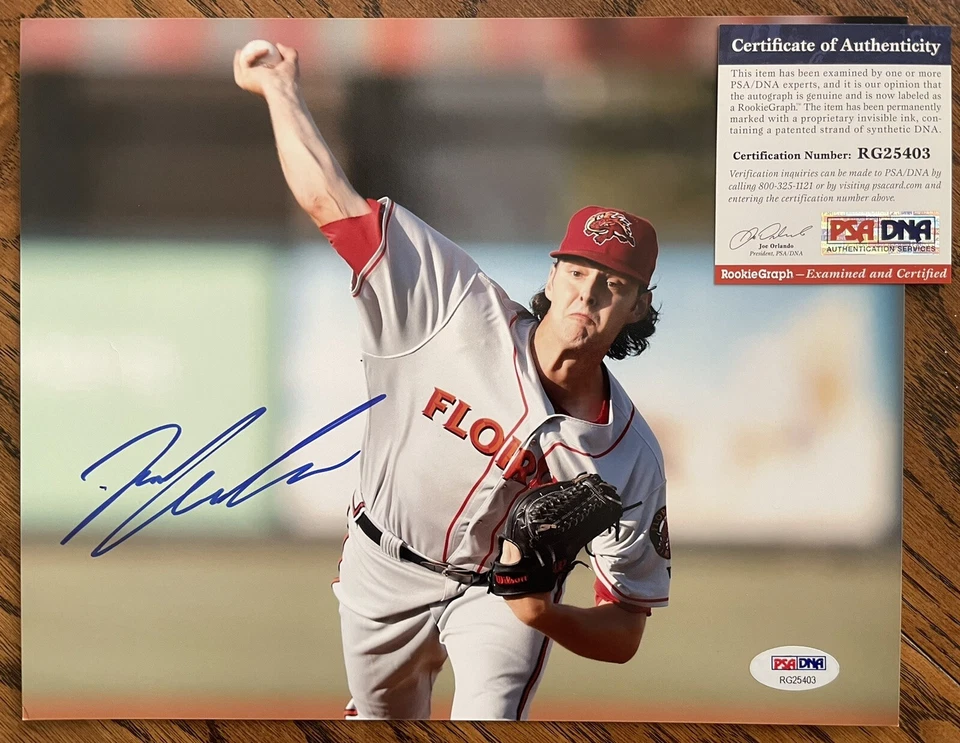 Certificate of Authenticity
This item has been examined by one or more
PSA/DNA experts, and it is our opinion that
the autograph is genuine and is now labeled as
a RookieGraph.™ The item has been permanently
marked with a proprietary invisible ink, con-
taining a patented strand of synthetic DNA.
Certification Number: RG25403
Verification inquiries can be made to PSA/DNA by
calling 800-325-1121 or by visiting psacard.com and
entering the certification number above.
Joe Orlando
President, PSA/DNA
PSA DNA
AUTHENTICATION SERVICES
RookieGraph – Examined and Certified
FLOIR
Wilson
PSA DNA
RG25403